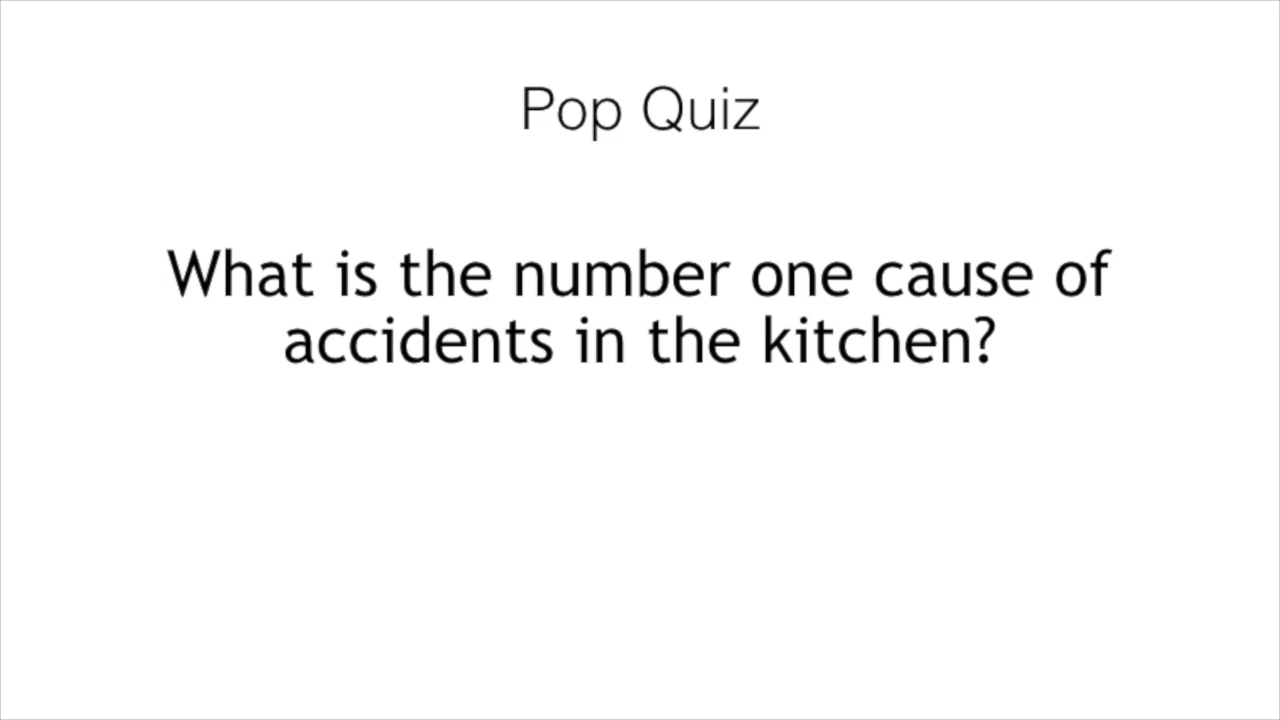 Pop Quiz
What is the number one cause of
accidents in the kitchen?